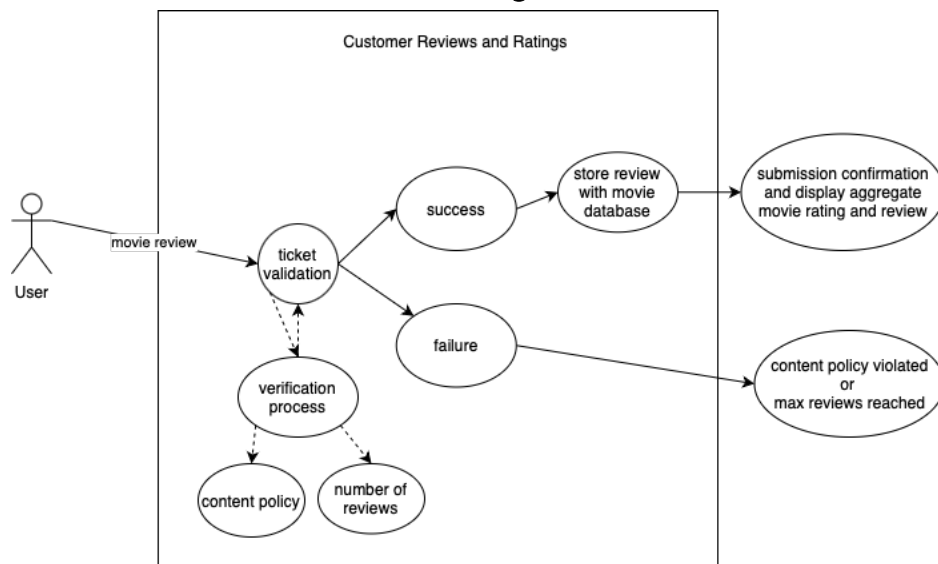 Customer Reviews and Ratings
User
movie review
ticket
validation
success
store review
with movie
database
submission confirmation
and display aggregate
movie rating and review
failure
content policy violated
or
max reviews reached
verification
process
content policy
number of
reviews